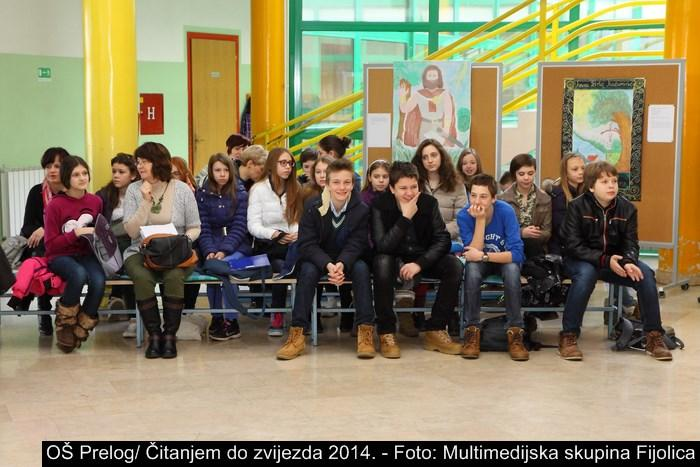 H
OŠ Prelog/ Čitanjem do zvijezda 2014. - Foto: Multimedijska skupina Fijolica